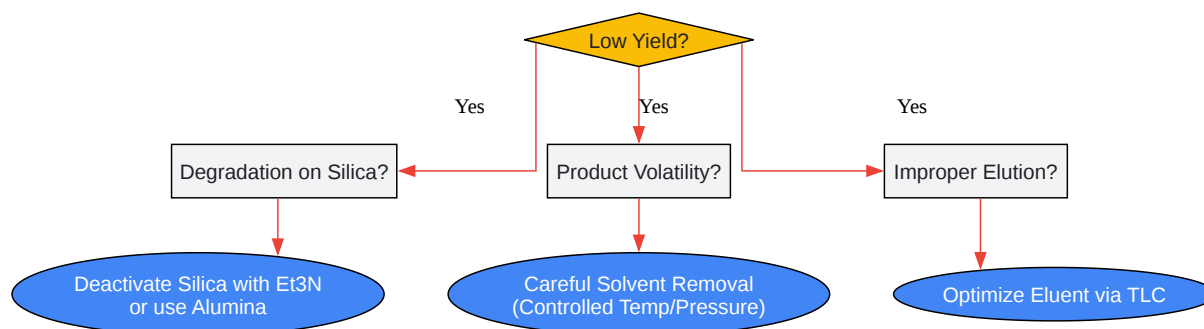 Low Yield?
Yes
Yes
Yes
Degradation on Silica?
Product Volatility?
Improper Elution?
Deactivate Silica with Et3N
or use Alumina
Careful Solvent Removal
(Controlled Temp/Pressure)
Optimize Eluent via TLC